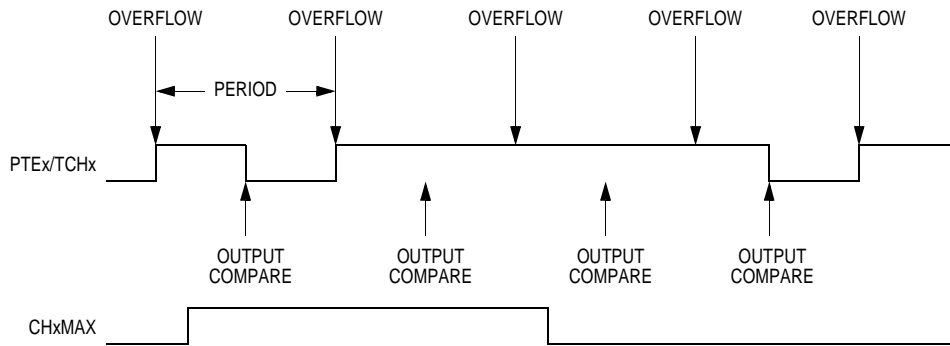 OVERFLOW OVERFLOW OVERFLOW OVERFLOW OVERFLOW
PERIOD
PTEx/TCHx
OUTPUT OUTPUT OUTPUT OUTPUT
COMPARE COMPARE COMPARE COMPARE
CHxMAX